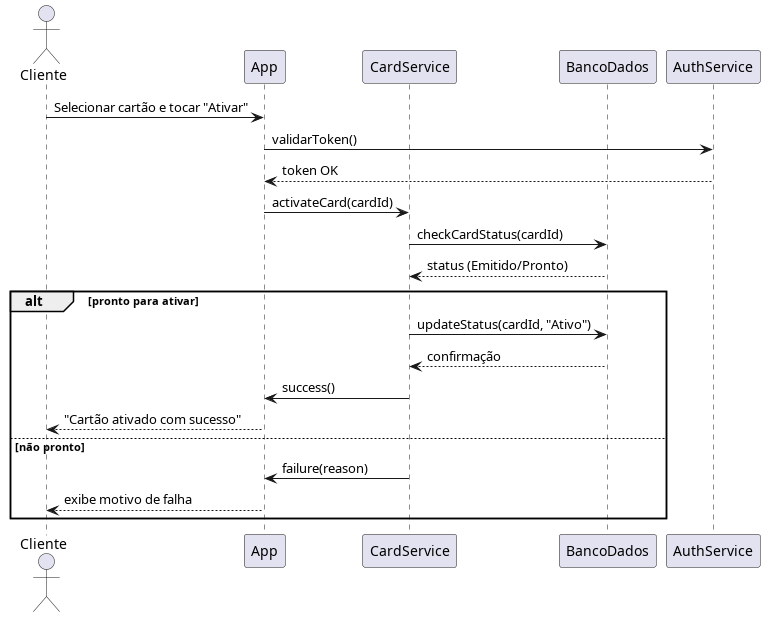 Cliente
App
CardService
BancoDados
AuthService
Selecionar cartão e tocar "Ativar"
validarToken()
token OK
activateCard(cardId)
checkCardStatus(cardId)
status (Emitido/Pronto)
alt [pronto para ativar]
updateStatus(cardId, "Ativo")
confirmação
success()
"Cartão ativado com sucesso"
[não pronto]
failure(reason)
exibe motivo de falha
Cliente
App
CardService
BancoDados
AuthService